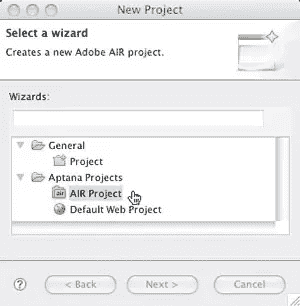 New Project
Select a wizard
Creates a new Adobe AIR project.
Wizards:
General
Project
Aptana Projects
AIR Project
Default Web Project
? < Back Next > Cancel